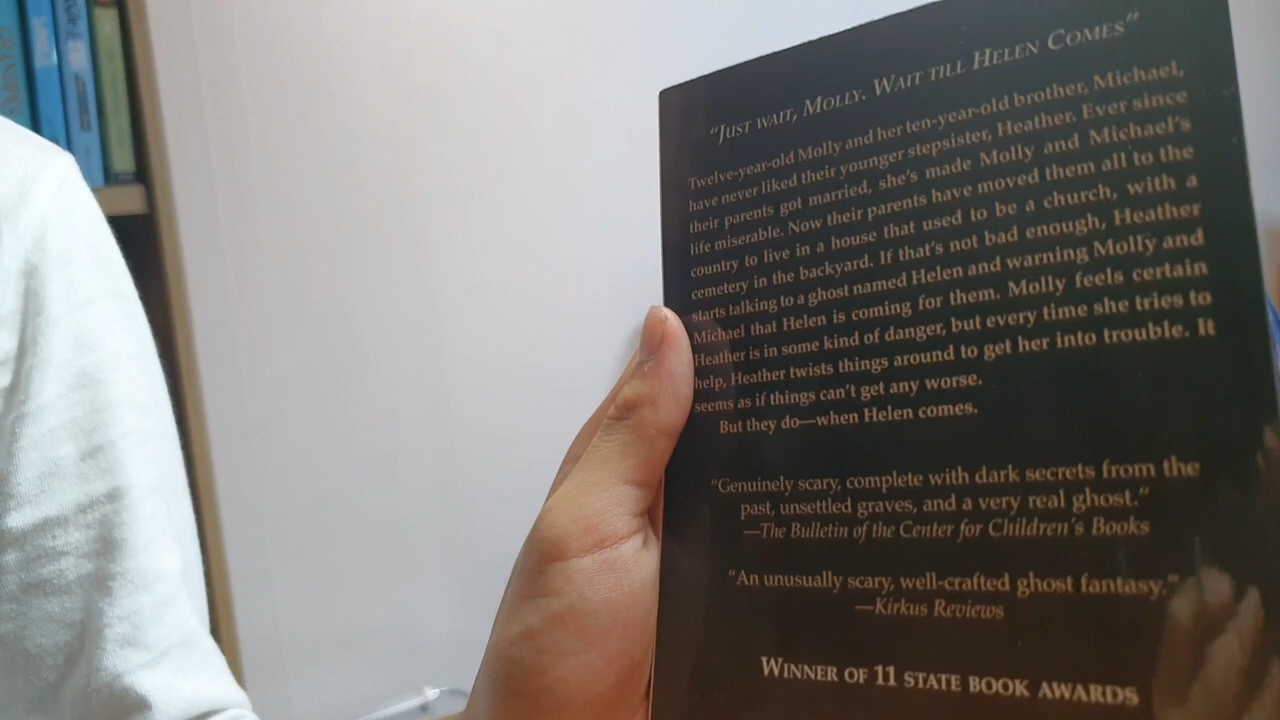 “JUST WAIT, MOLLY. WAIT TILL HELEN COMES”
Twelve-year-old Molly and her ten-year-old brother, Michael,
have never liked their younger stepsister, Heather. Ever since
their parents got married, she’s made Molly and Michael’s
life miserable. Now their parents have moved them all to the
country to live in a house that used to be a church, with a
cemetery in the backyard. If that’s not bad enough, Heather
starts talking to a ghost named Helen and warning Molly and
Michael that Helen is coming for them. Molly feels certain
Heather is in some kind of danger, but every time she tries to
help, Heather twists things around to get her into trouble. It
seems as if things can’t get any worse.
But they do—when Helen comes.
“Genuinely scary, complete with dark secrets from the
past, unsettled graves, and a very real ghost.”
—The Bulletin of the Center for Children’s Books
“An unusually scary, well-crafted ghost fantasy.”
—Kirkus Reviews
WINNER OF 11 STATE BOOK AWARDS